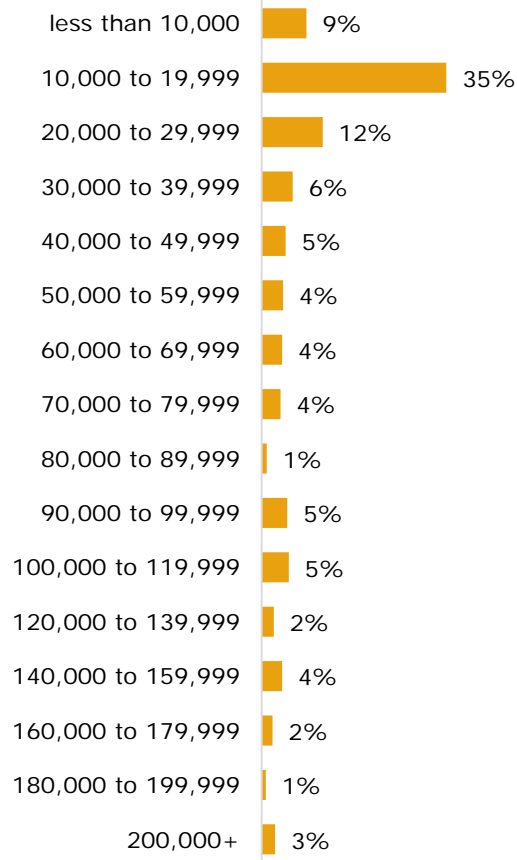 less than 10,000 9%
10,000 to 19,999 35%
20,000 to 29,999 12%
30,000 to 39,999 6%
40,000 to 49,999 5%
50,000 to 59,999 4%
60,000 to 69,999 4%
70,000 to 79,999 4%
80,000 to 89,999 1%
90,000 to 99,999 5%
100,000 to 119,999 5%
120,000 to 139,999 2%
140,000 to 159,999 4%
160,000 to 179,999 2%
180,000 to 199,999 1%
200,000+ 3%